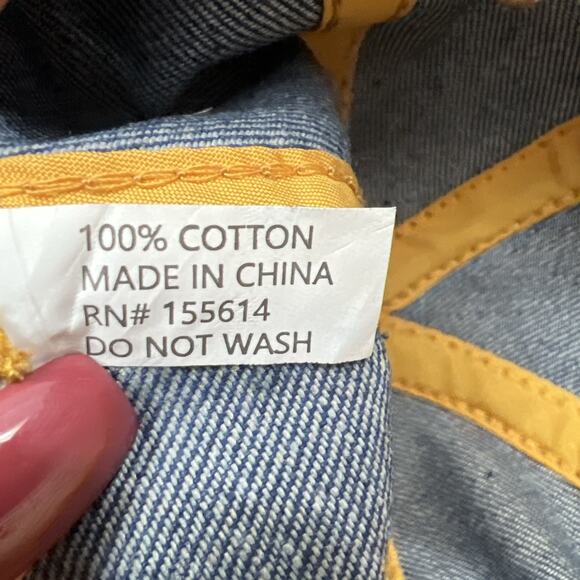 100% COTTON
MADE IN CHINA
RN# 155614
DO NOT WASH